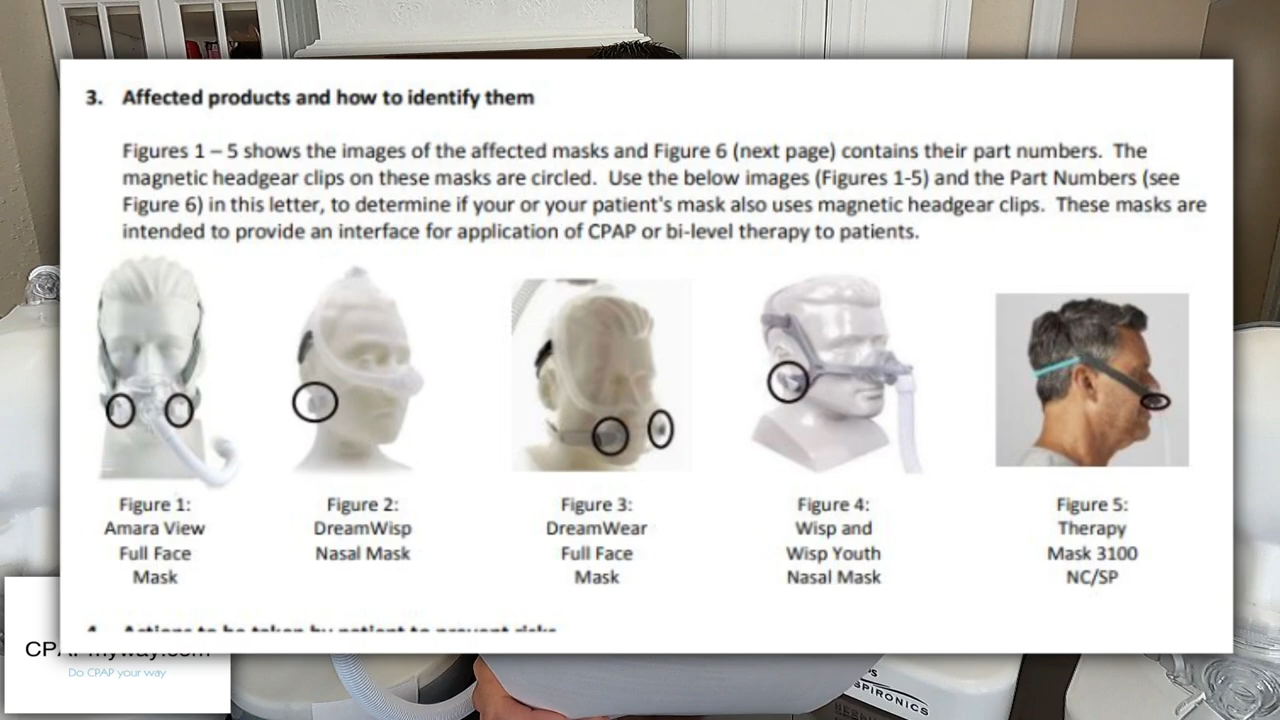 3. Affected products and how to identify them
Figures 1 – 5 shows the images of the affected masks and Figure 6 (next page) contains their part numbers. The
magnetic headgear clips on these masks are circled. Use the below images (Figures 1-5) and the Part Numbers (see
Figure 6) in this letter, to determine if your or your patient's mask also uses magnetic headgear clips. These masks are
intended to provide an interface for application of CPAP or bi-level therapy to patients.
Figure 1:
Amara View
Full Face
Mask
Figure 2:
DreamWisp
Nasal Mask
Figure 3:
DreamWear
Full Face
Mask
Figure 4:
Wisp and
Wisp Youth
Nasal Mask
Figure 5:
Therapy
Mask 3100
NC/SP
Do CPAP your way